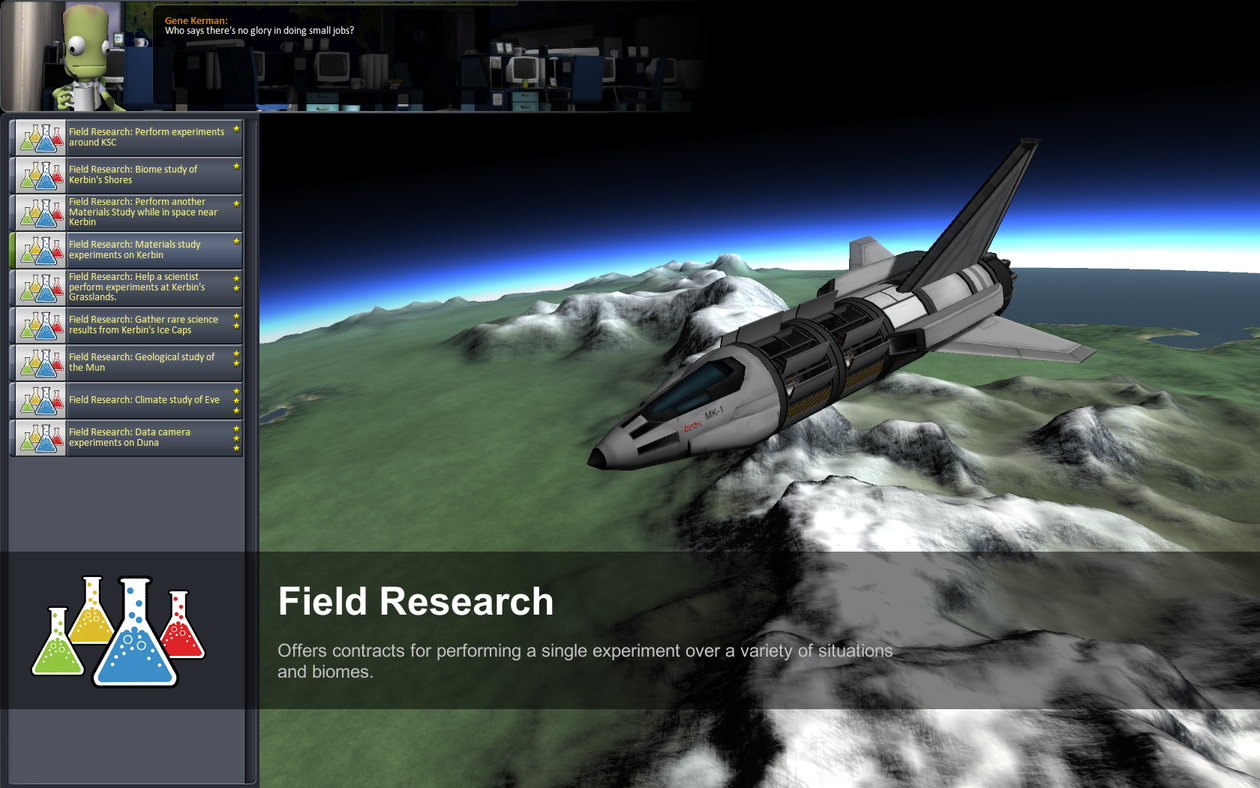 Gene Kerman:
Who says there's no glory in doing small jobs?
Field Research: Perform experiments
around KSC
Field Research: Biome study of
Kerbin's Shores
Field Research: Perform another
Materials Study while in space near
Kerbin
Field Research: Materials study
experiments on Kerbin
Field Research: Help a scientist
perform experiments at Kerbin's
Grasslands.
Field Research: Gather rare science
results from Kerbin's Ice Caps
Field Research: Geological study of
the Mun
Field Research: Climate study of Eve
Field Research: Data camera
experiments on Duna
MK-1
Field Research
Offers contracts for performing a single experiment over a variety of situations
and biomes.